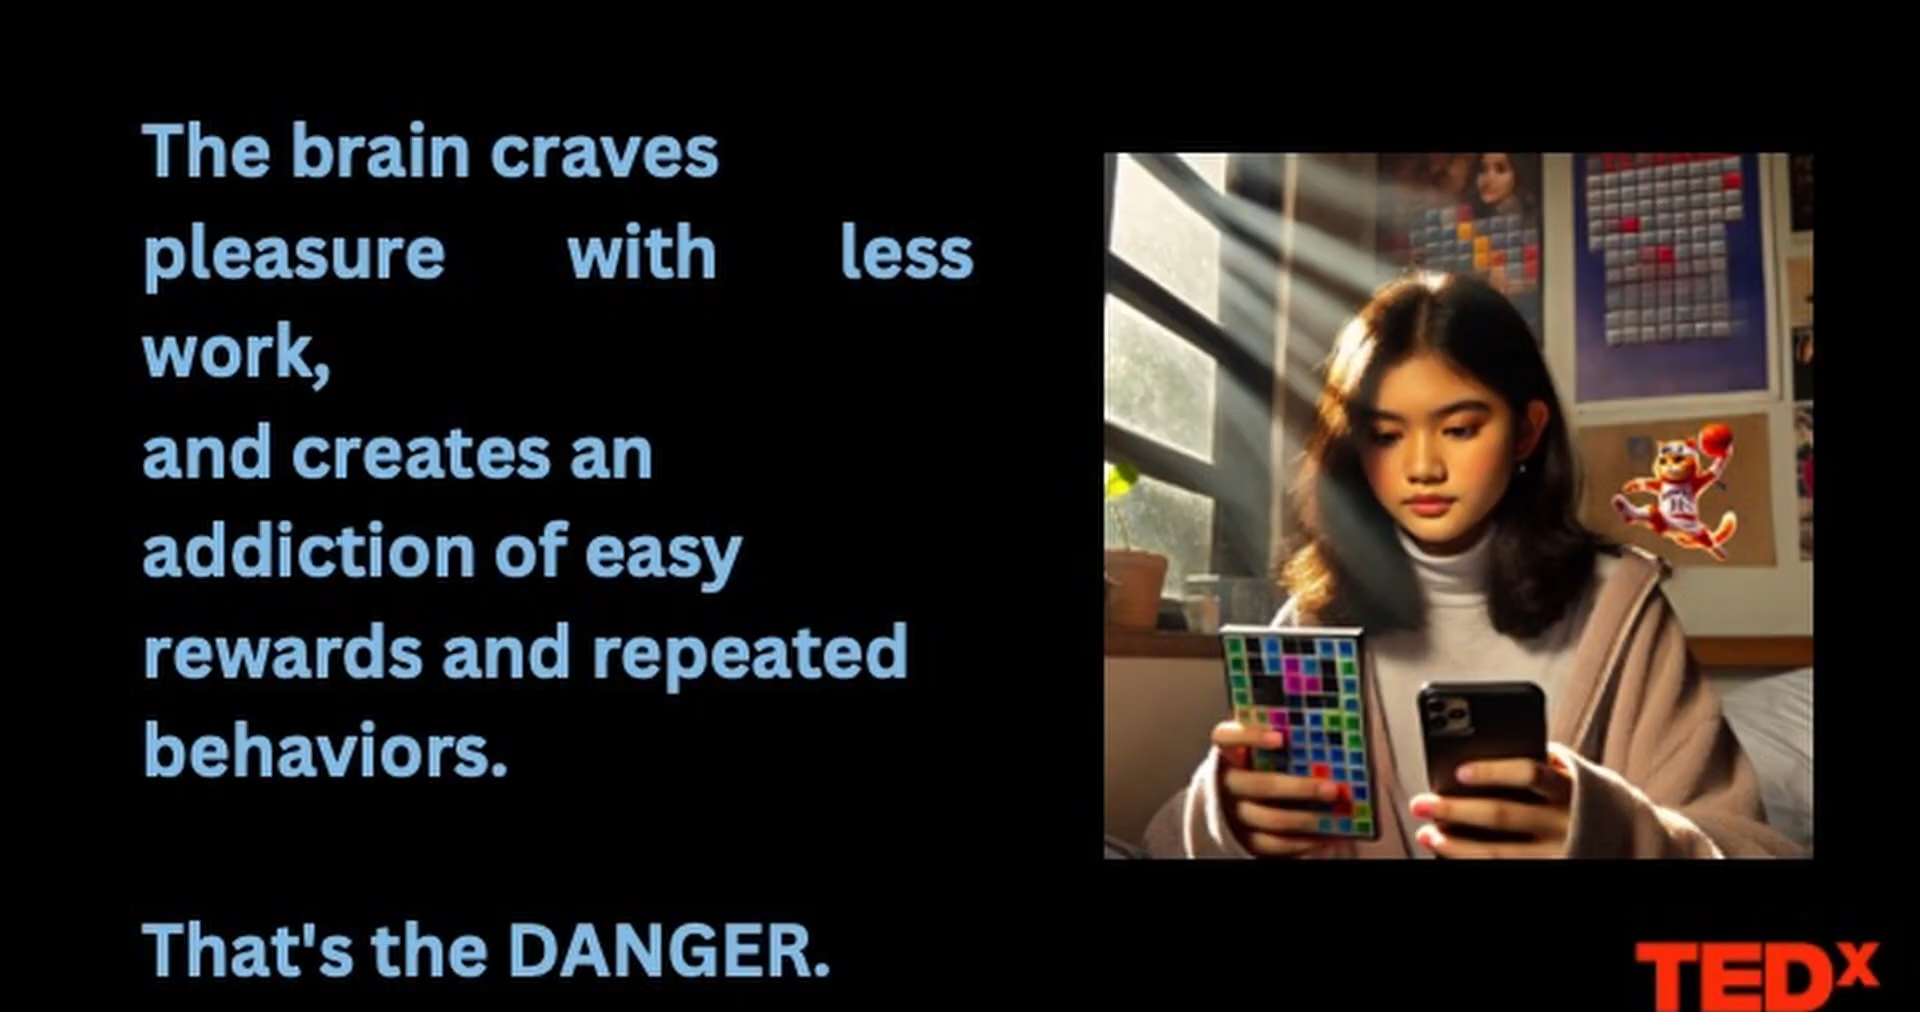 The brain craves
pleasure with less
work,
and creates an
addiction of easy
rewards and repeated
behaviors.
That's the DANGER.
TEDx